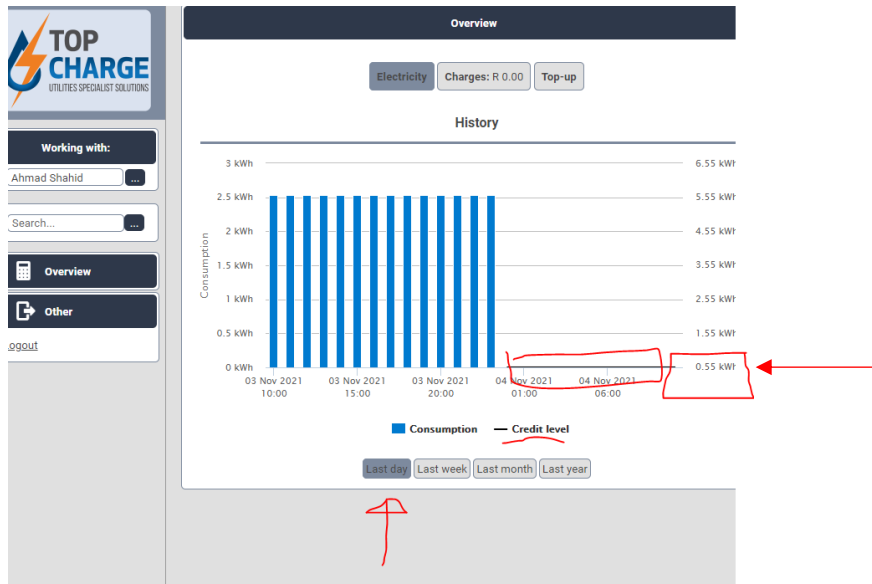 TOP
CHARGE
UTILITIES SPECIALIST SOLUTIONS
Working with:
Ahmad Shahid
...
Search...
...
Overview
Other
ogout
Overview
Electricity
Charges: R 0.00
Top-up
History
Consumption
3 kWh
2.5 kWh
2 kWh
1.5 kWh
1 kWh
0.5 kWh
0 kWh
6.55 kWh
5.55 kWh
4.55 kWh
3.55 kWh
2.55 kWh
1.55 kWh
0.55 kWh
03 Nov 2021
10:00
03 Nov 2021
15:00
03 Nov 2021
20:00
04 Nov 2021
01:00
04 Nov 2021
06:00
Consumption
Credit level
Last day
Last week
Last month
Last year